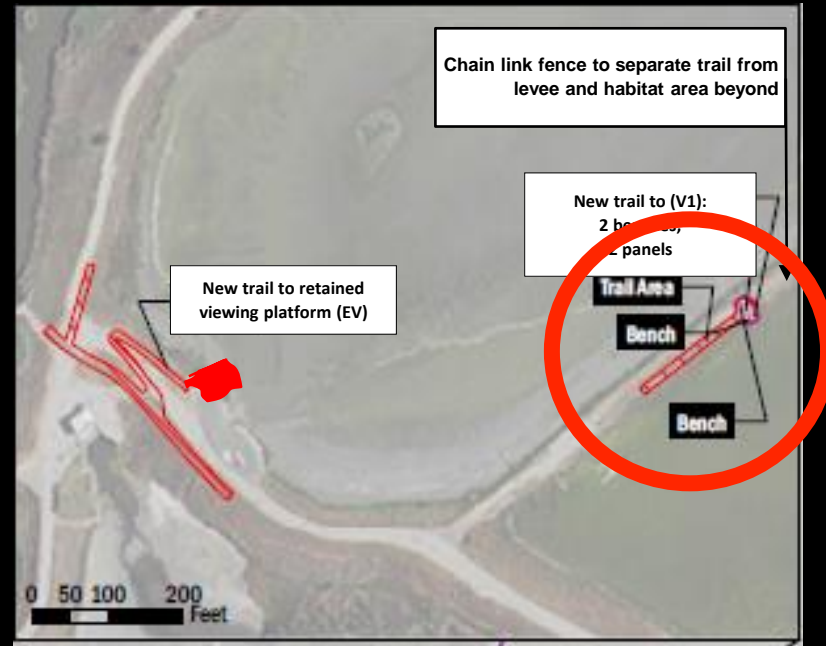 Chain link fence to separate trail from
levee and habitat area beyond
New trail to (V1):
2
panels
Trail Area
Bench
Bench
New trail to retained
viewing platform (EV)
0 50 100 200
Feet